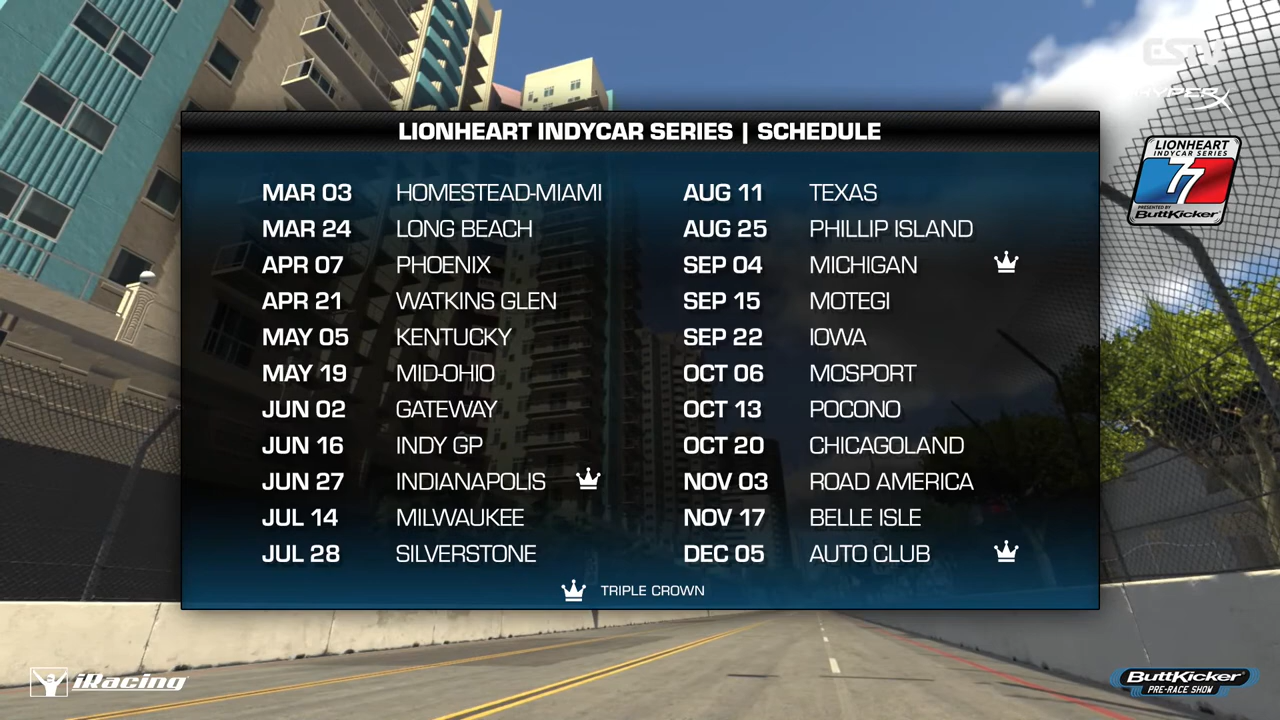 ESTV
HYPERX
LIONHEART INDYCAR SERIES | SCHEDULE
LIONHEART
INDYCAR SERIES
77
PRESENTED BY
ButtKicker
MAR 03 HOMESTEAD-MIAMI
MAR 24 LONG BEACH
APR 07 PHOENIX
APR 21 WATKINS GLEN
MAY 05 KENTUCKY
MAY 19 MID-OHIO
JUN 02 GATEWAY
JUN 16 INDY GP
JUN 27 INDIANAPOLIS
JUL 14 MILWAUKEE
JUL 28 SILVERSTONE
AUG 11 TEXAS
AUG 25 PHILLIP ISLAND
SEP 04 MICHIGAN
SEP 15 MOTEGI
SEP 22 IOWA
OCT 06 MOSPORT
OCT 13 POCONO
OCT 20 CHICAGOLAND
NOV 03 ROAD AMERICA
NOV 17 BELLE ISLE
DEC 05 AUTO CLUB
TRIPLE CROWN
iRacing
ButtKicker
PRE-RACE SHOW